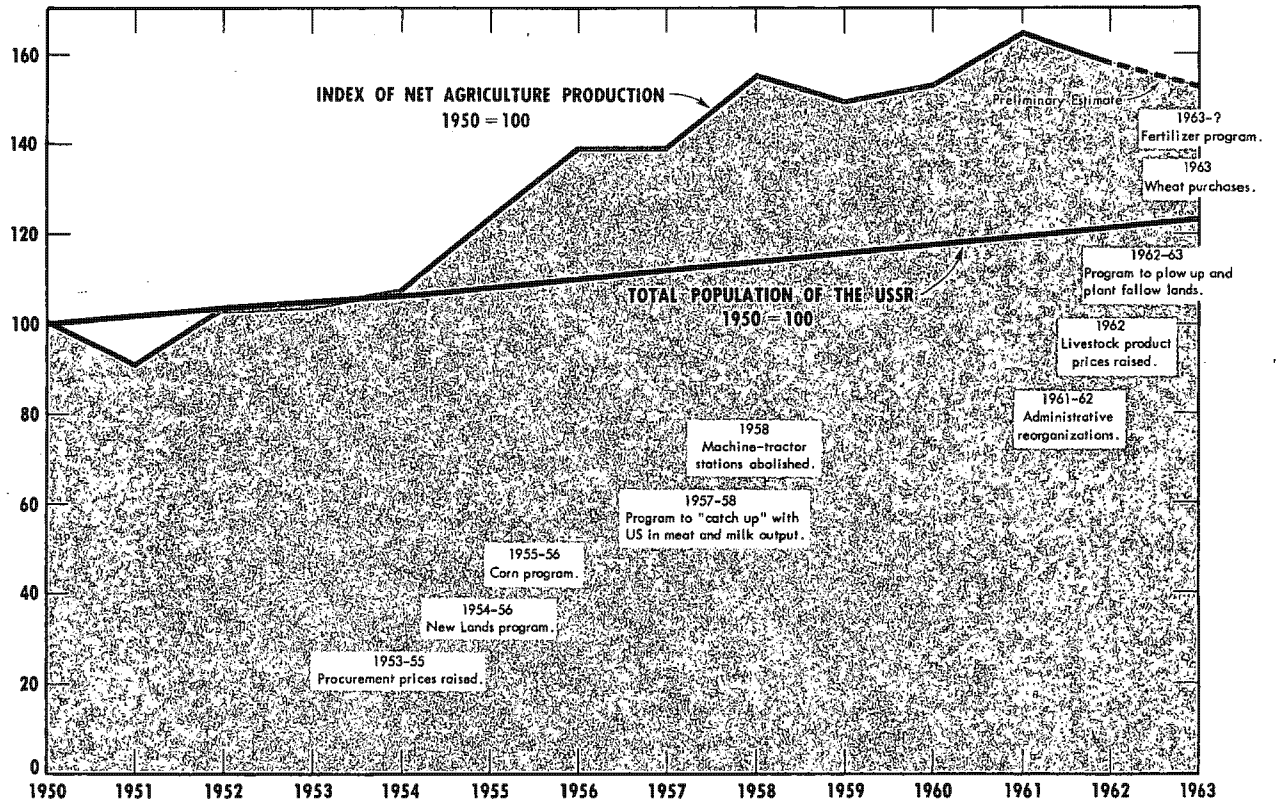 160
140
120
100
80
60
40
20
0
INDEX OF NET AGRICULTURE PRODUCTION
1950 = 100
Preliminary Estimate
1963-?
Fertilizer program.
1963
Wheat purchases.
TOTAL POPULATION OF THE USSR
1950 = 100
1962-63
Program to plow up and
plant fallow lands.
1962
Livestock product
prices raised.
1961-62
Administrative
reorganizations.
1958
Machine-tractor
stations abolished.
1957-58
Program to "catch up" with
US in meat and milk output.
1955-56
Corn program.
1954-56
New Lands program.
1953-55
Procurement prices raised.
1950 1951 1952 1953 1954 1955 1956 1957 1958 1959 1960 1961 1962 1963